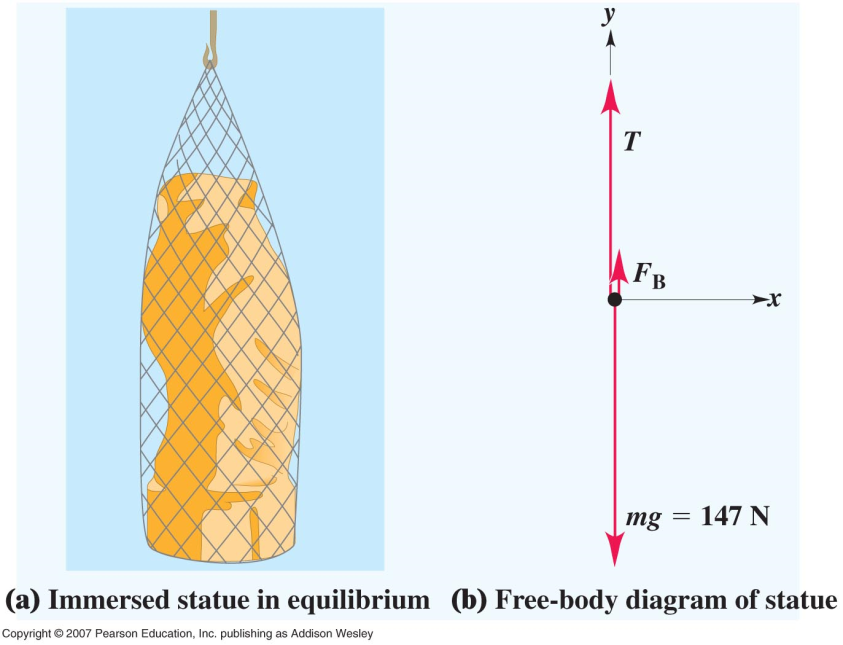 y
T
F_B
x
mg = 147 N
(a) Immersed statue in equilibrium (b) Free-body diagram of statue
Copyright © 2007 Pearson Education, Inc. publishing as Addison Wesley